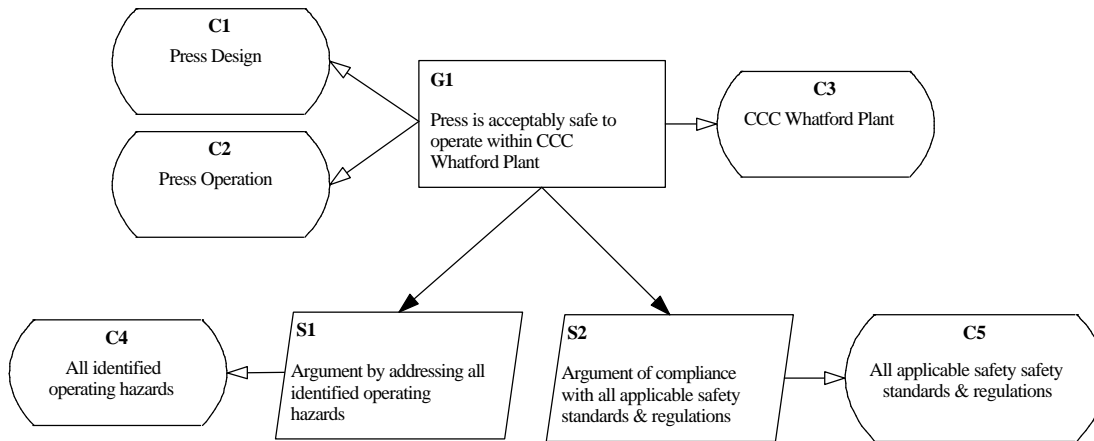 C1
Press Design
C2
Press Operation
G1
Press is acceptably safe to
operate within CCC
Whatford Plant
C3
CCC Whatford Plant
C4
All identified
operating hazards
S1
Argument by addressing all
identified operating
hazards
S2
Argument of compliance
with all applicable safety
standards & regulations
C5
All applicable safety safety
standards & regulations